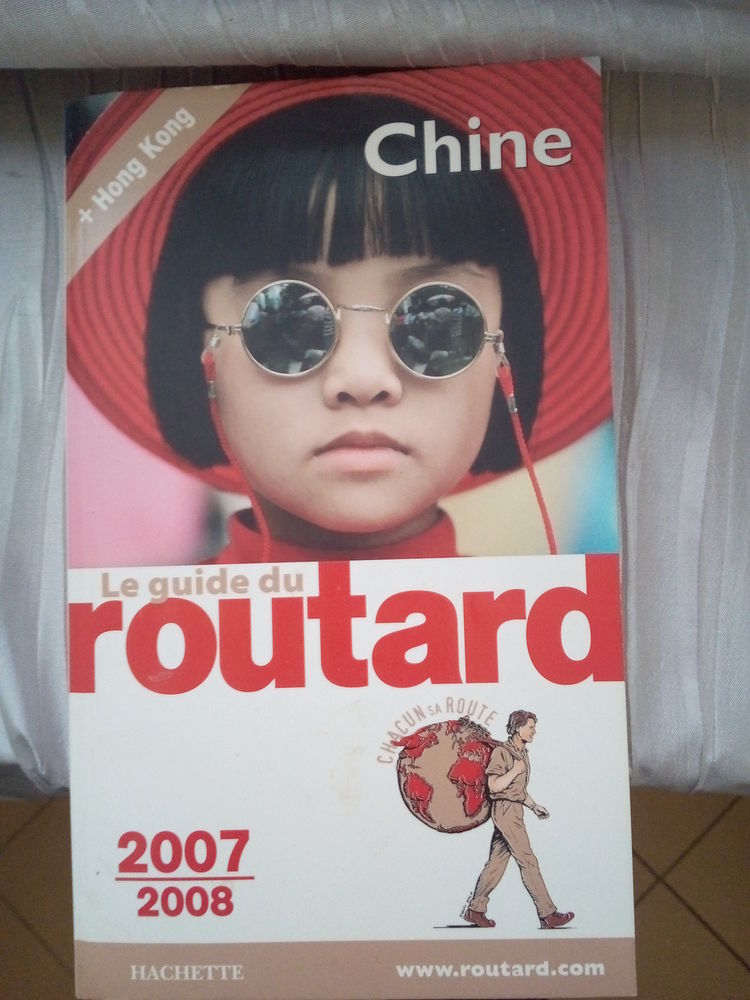 + Hong Kong
Chine
Le guide du
routard
CHACUN SA ROUTE
2007
2008
HACHETTE
www.routard.com